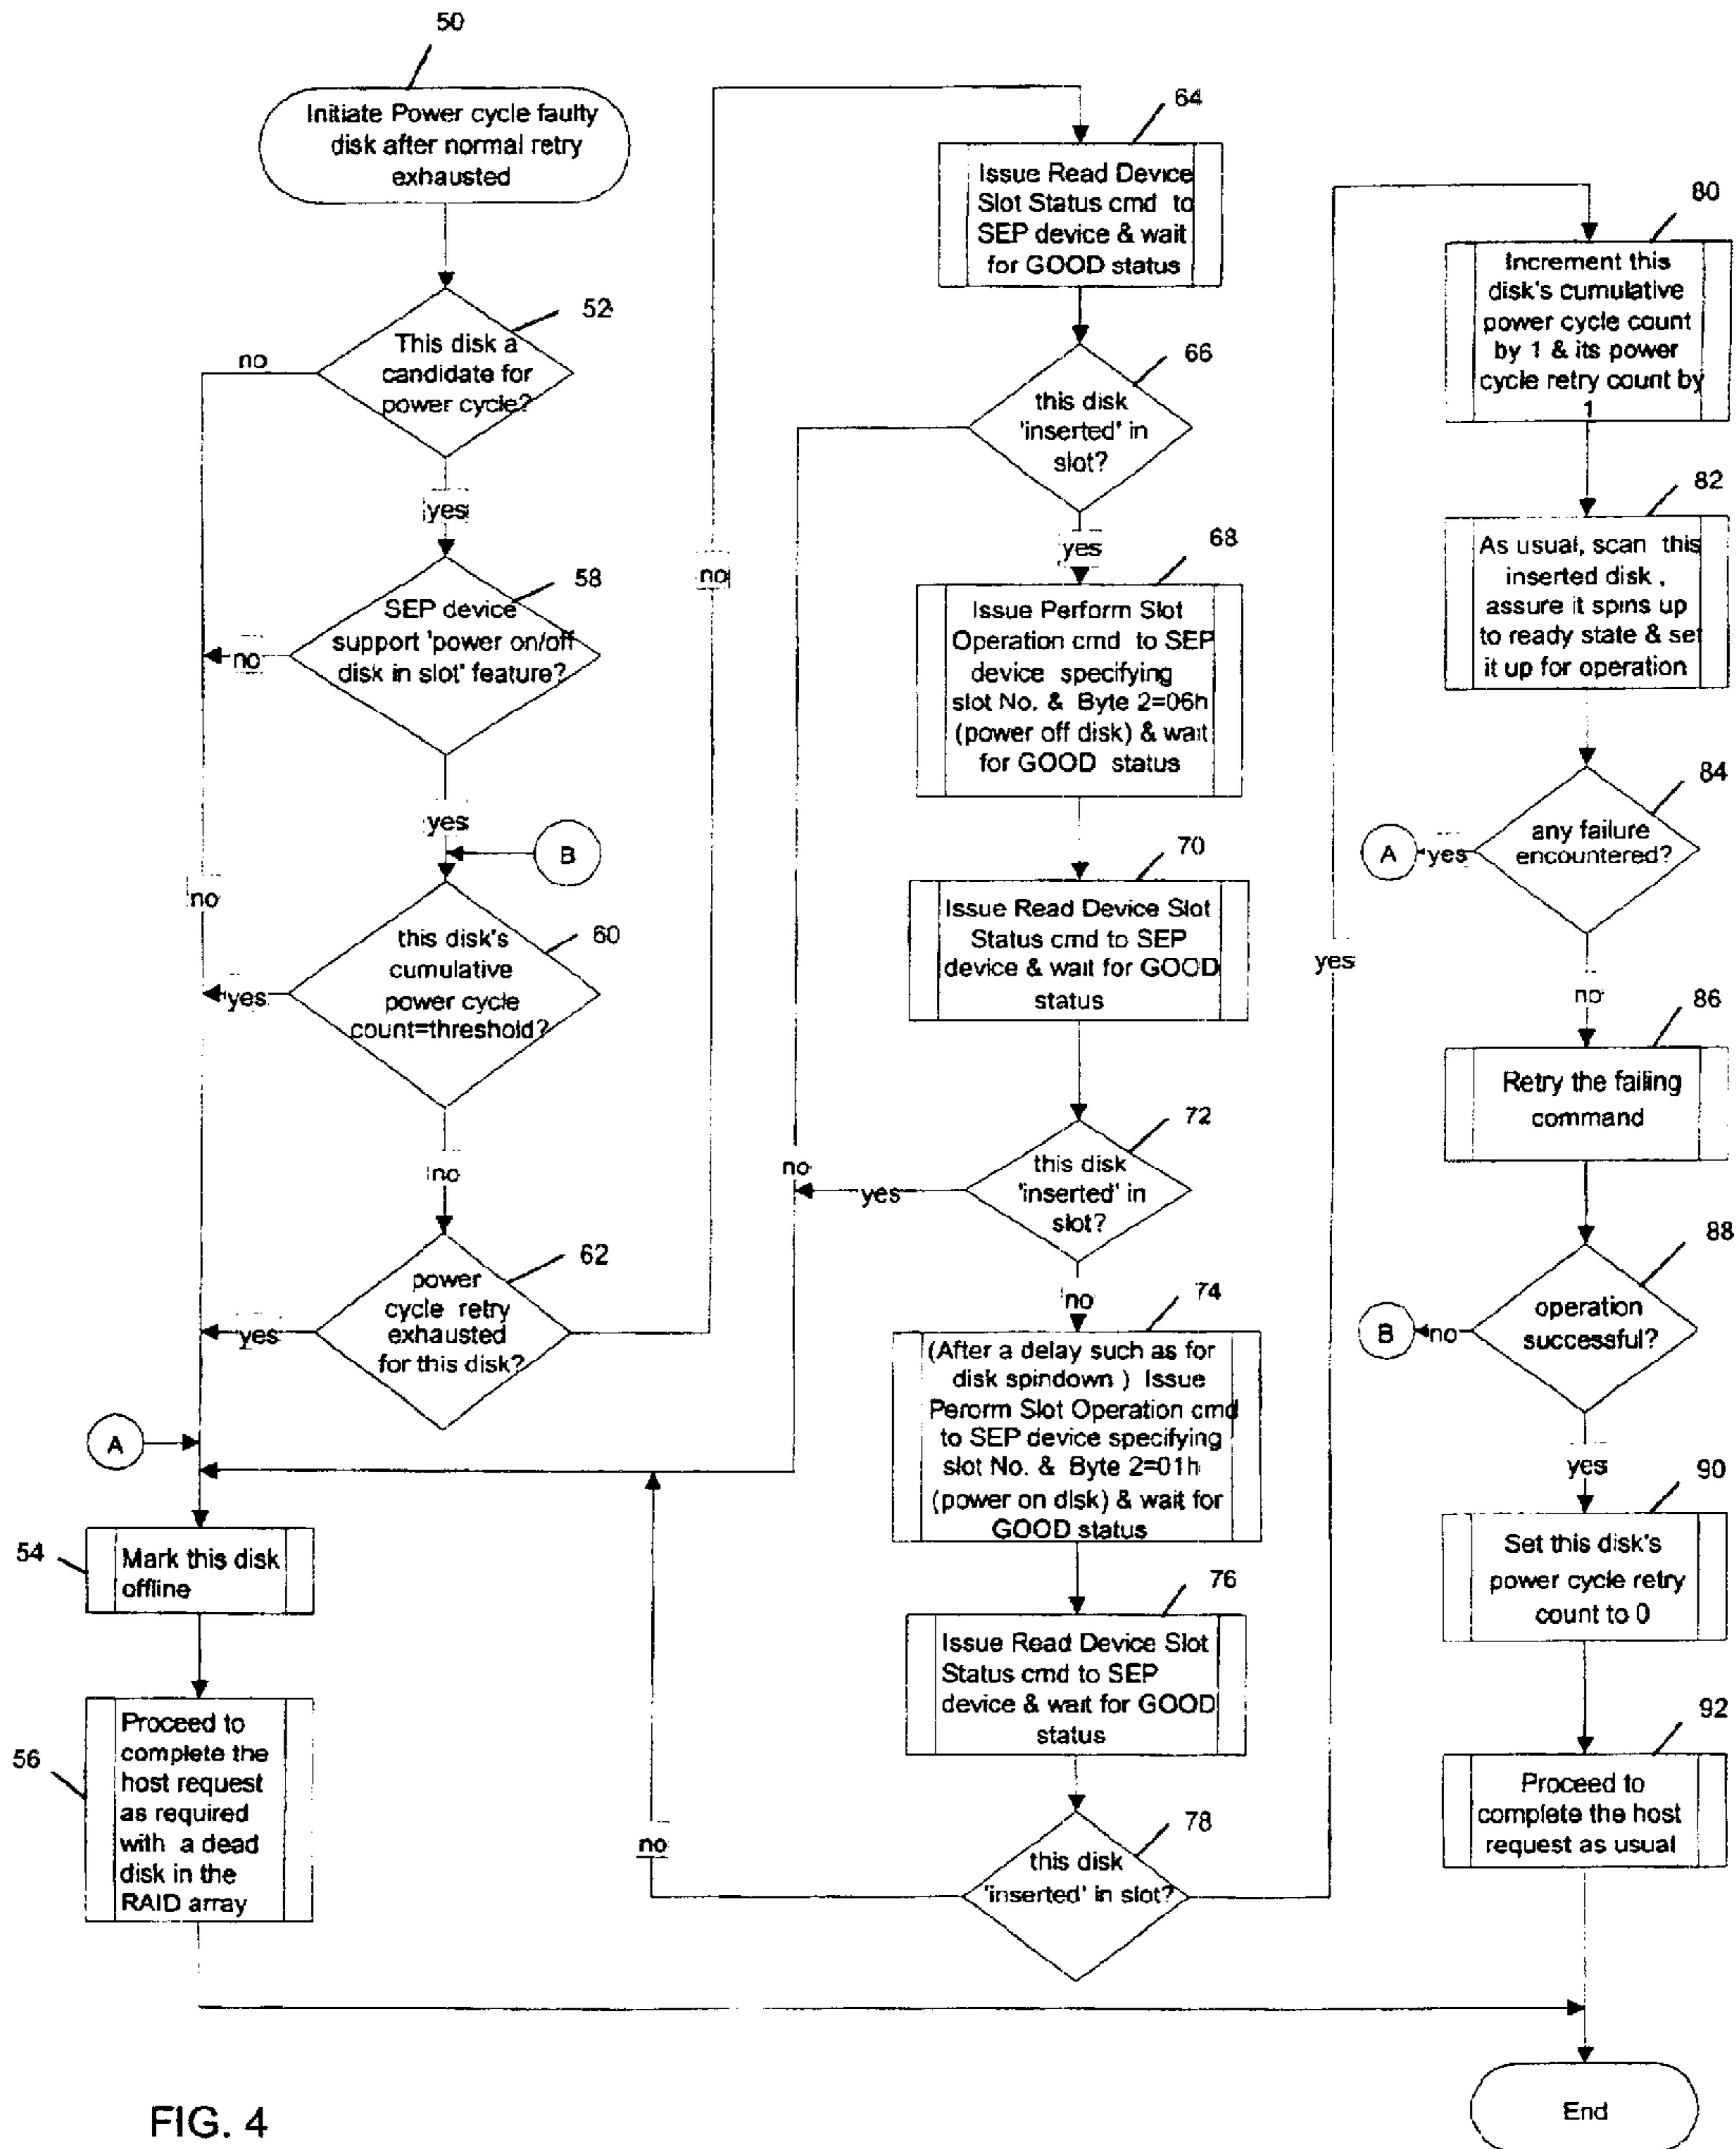 50
Initiate Power cycle faulty
disk after normal retry
exhausted
52
This disk a
candidate for
power cycle?
no
yes
58
SEP device
support 'power on/off
disk in slot' feature?
no
yes
B
no
60
this disk's
cumulative
power cycle
count=threshold?
yes
no
62
power
cycle retry
exhausted
for this disk?
yes
no
A
54
Mark this disk
offline
56
Proceed to
complete the
host request
as required
with a dead
disk in the
RAID array
64
Issue Read Device
Slot Status cmd to
SEP device & wait
for GOOD status
66
this disk
'inserted' in
slot?
yes
no
68
Issue Perform Slot
Operation cmd to SEP
device specifying
slot No. & Byte 2=06h
(power off disk) & wait
for GOOD status
70
Issue Read Device Slot
Status cmd to SEP
device & wait for GOOD
status
72
this disk
'inserted' in
slot?
yes
no
74
(After a delay such as for
disk spindown ) Issue
Perorm Slot Operation cmd
to SEP device specifying
slot No. & Byte 2=01h
(power on disk) & wait for
GOOD status
76
Issue Read Device Slot
Status cmd to SEP
device & wait for GOOD
status
78
this disk
'inserted' in slot?
no
yes
80
Increment this
disk's cumulative
power cycle count
by 1 & its power
cycle retry count by
1
82
As usual, scan this
inserted disk ,
assure it spins up
to ready state & set
it up for operation
84
any failure
encountered?
yes
A
no
86
Retry the failing
command
88
operation
successful?
no
B
yes
90
Set this disk's
power cycle retry
count to 0
92
Proceed to
complete the host
request as usual
End
FIG. 4